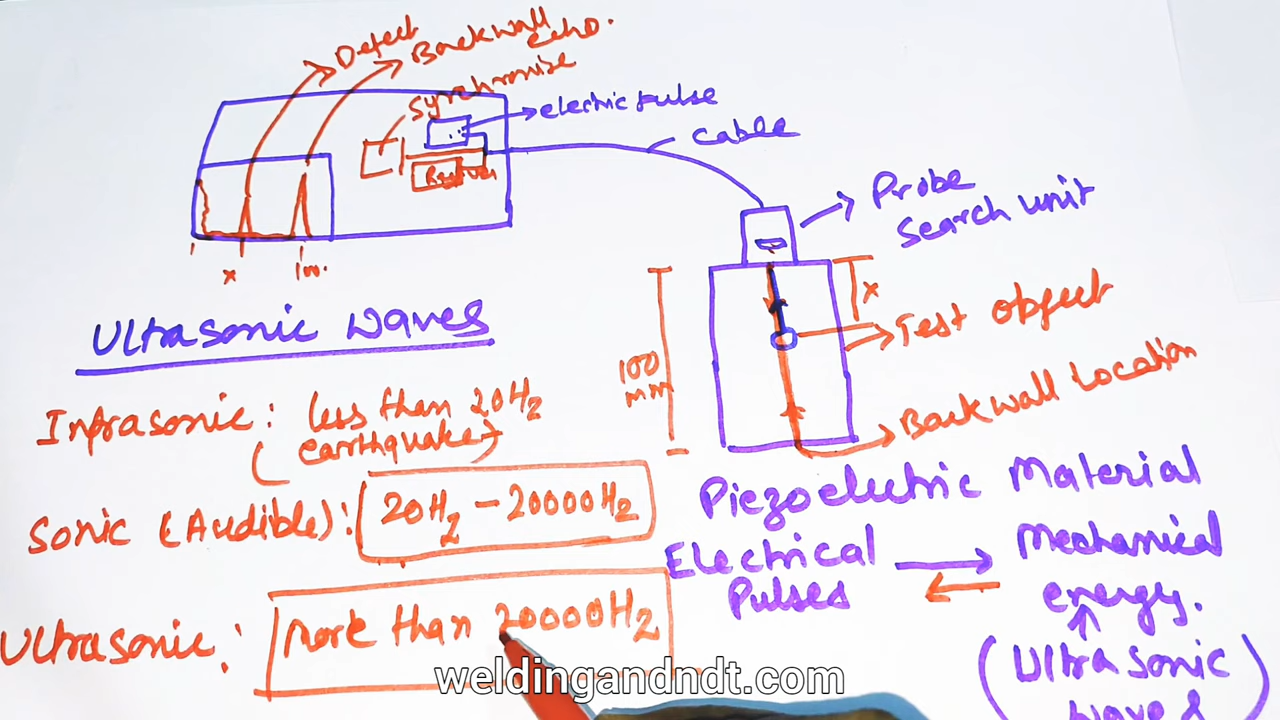 Defect
Backwall
echo.
Synchronise
electric pulse
cable
Probe
Search unit
x
100.
x
Test object
100
mm
Backwall Location
Ultrasonic Waves
Infrasonic: less than 20Hz
(earthquake)
Sonic (Audible): 20Hz - 20000Hz
Ultrasonic: More than 20000Hz
Piezoelectric Material
Electrical
Pulses
Mechanical
energy.
(Ultrasonic
waves
weldingandndt.com